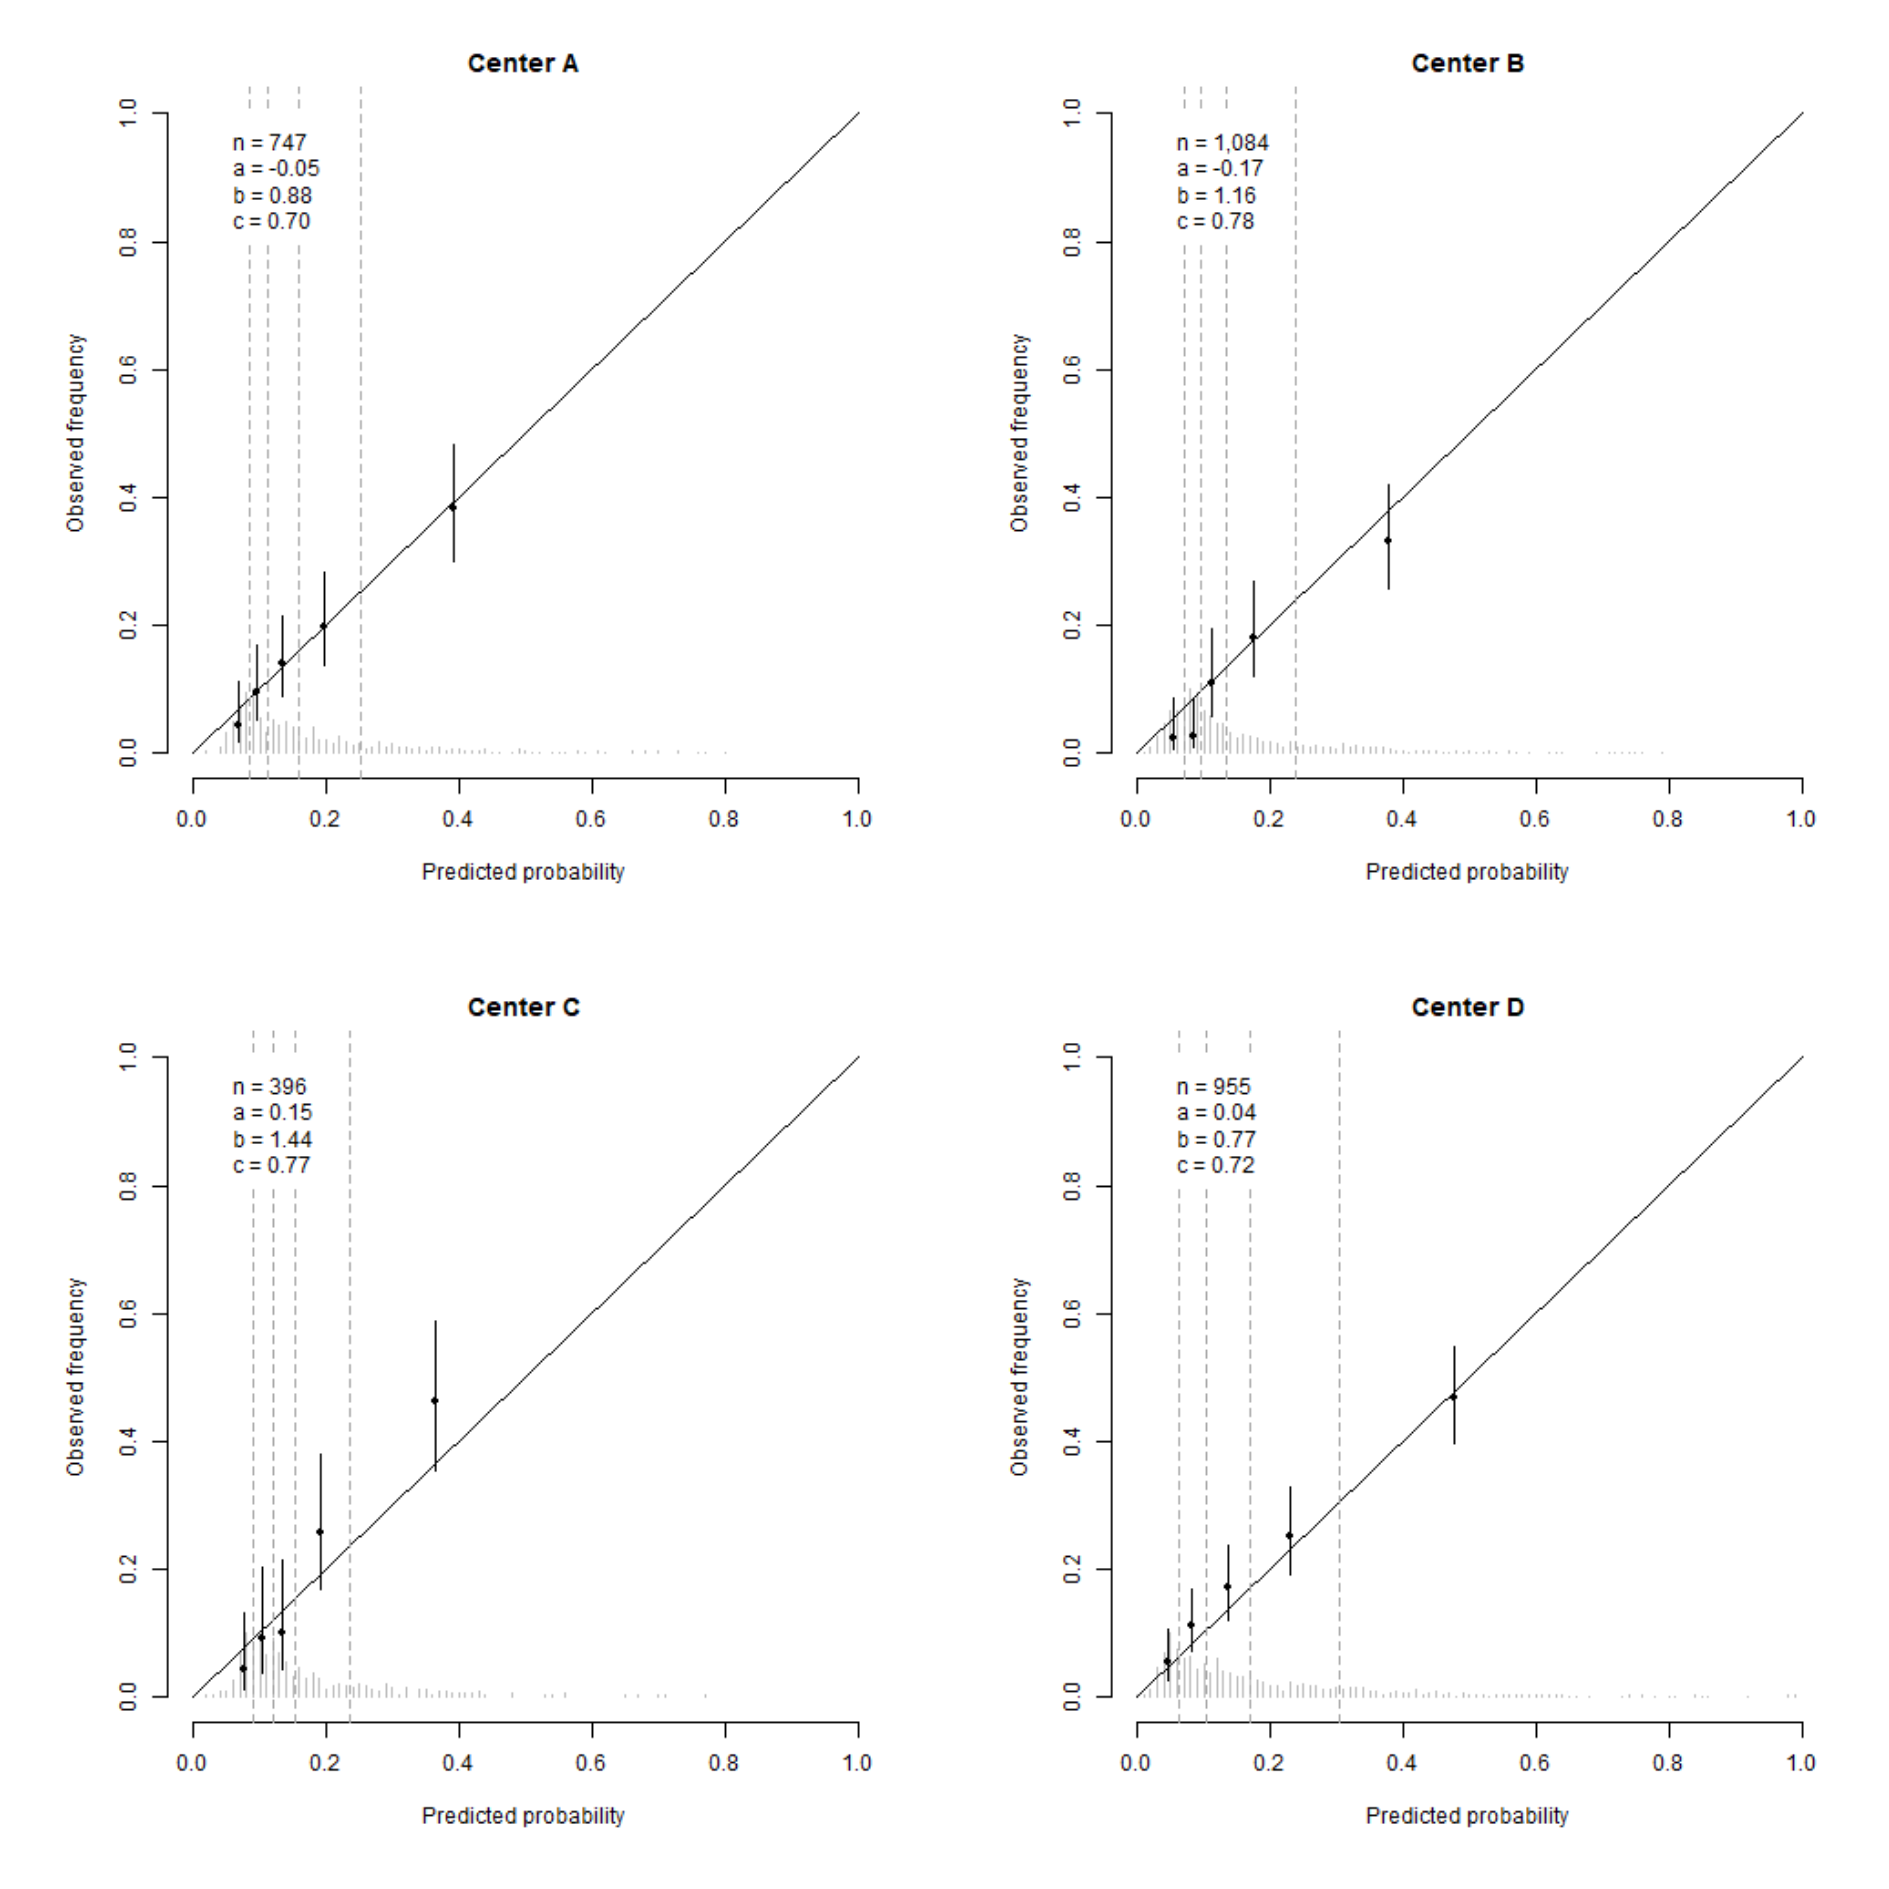 Center A
n = 747
a = -0.05
b = 0.88
c = 0.70
1.0
0.8
0.6
0.4
0.2
0.0
Observed frequency
0.0 0.2 0.4 0.6 0.8 1.0
Predicted probability
Center B
n = 1,084
a = -0.17
b = 1.16
c = 0.78
1.0
0.8
0.6
0.4
0.2
0.0
Observed frequency
0.0 0.2 0.4 0.6 0.8 1.0
Predicted probability
Center C
n = 396
a = 0.15
b = 1.44
c = 0.77
1.0
0.8
0.6
0.4
0.2
0.0
Observed frequency
0.0 0.2 0.4 0.6 0.8 1.0
Predicted probability
Center D
n = 955
a = 0.04
b = 0.77
c = 0.72
1.0
0.8
0.6
0.4
0.2
0.0
Observed frequency
0.0 0.2 0.4 0.6 0.8 1.0
Predicted probability